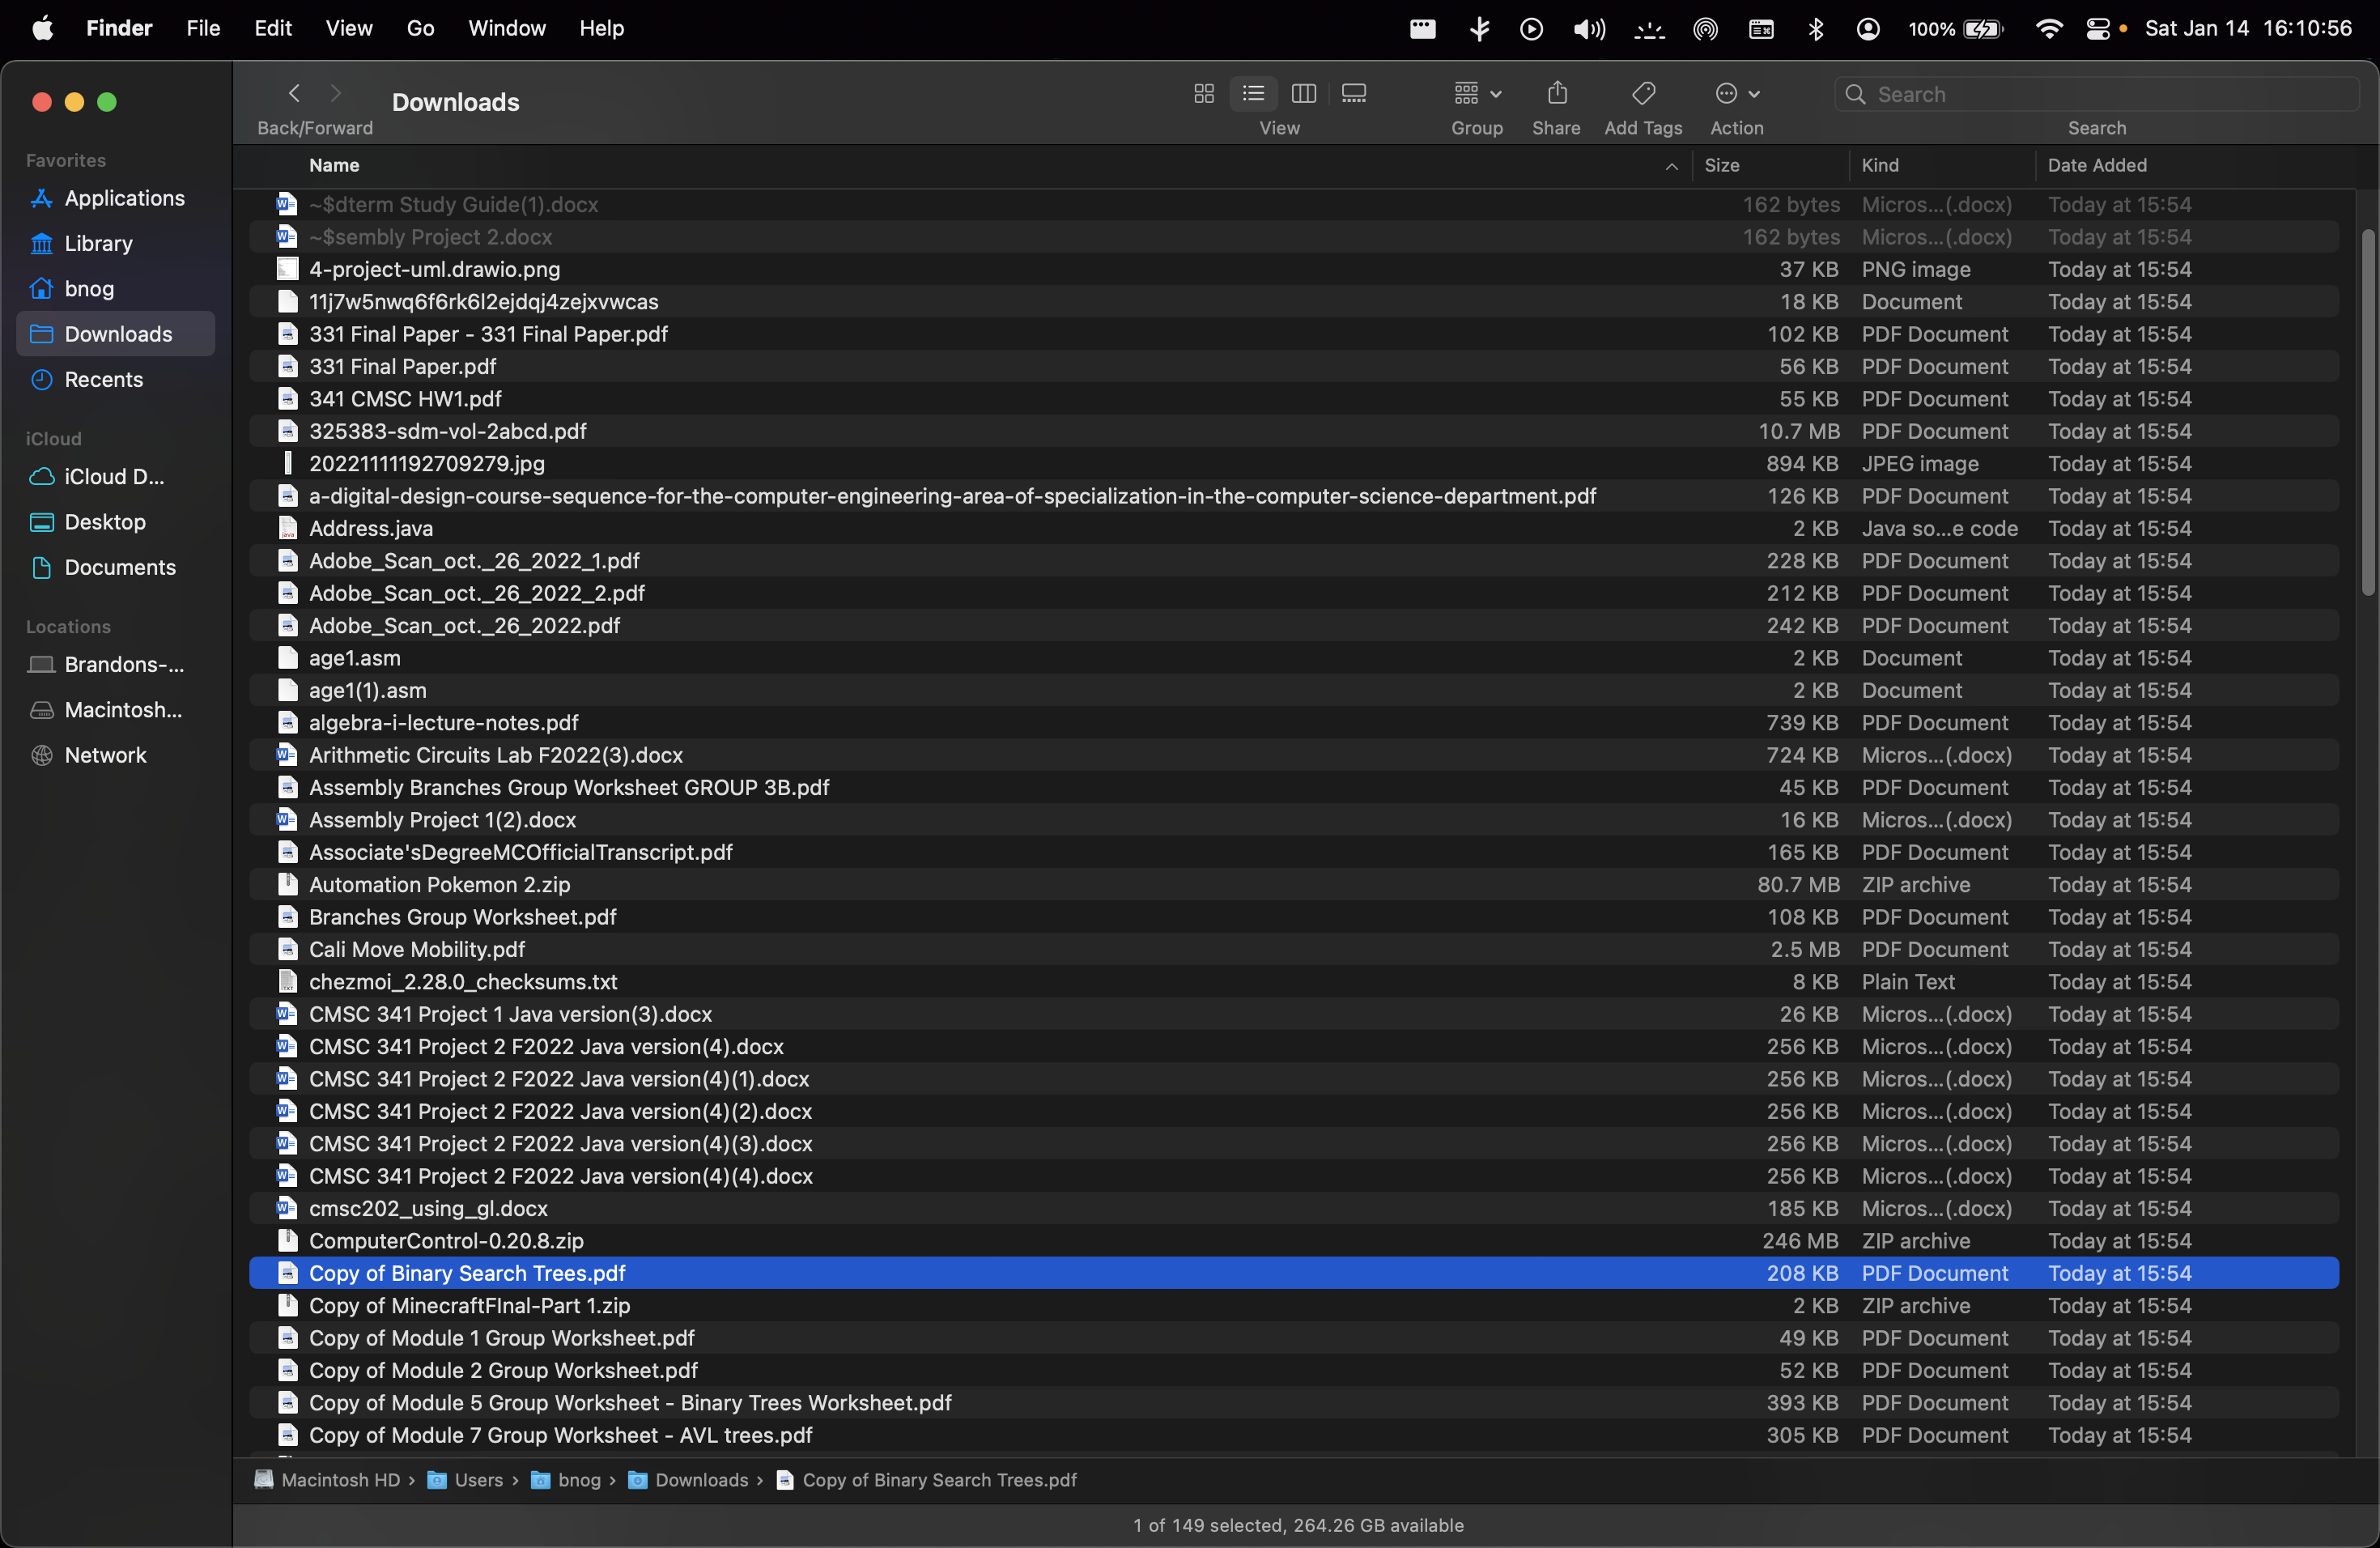 Finder File Edit View Go Window Help 100% Sat Jan 14 16:10:56
Back/Forward Downloads View Group Share Add Tags Action Search Search
Favorites
Applications
Library
bnog
Downloads
Recents
iCloud
iCloud D...
Desktop
Documents
Locations
Brandons-...
Macintosh...
Network
Name Size Kind Date Added
~$dterm Study Guide(1).docx 162 bytes Micros...(.docx) Today at 15:54
~$sembly Project 2.docx 162 bytes Micros...(.docx) Today at 15:54
4-project-uml.drawio.png 37 KB PNG image Today at 15:54
11j7w5nwq6f6rk6l2ejdqj4zejxvwcas 18 KB Document Today at 15:54
331 Final Paper - 331 Final Paper.pdf 102 KB PDF Document Today at 15:54
331 Final Paper.pdf 56 KB PDF Document Today at 15:54
341 CMSC HW1.pdf 55 KB PDF Document Today at 15:54
325383-sdm-vol-2abcd.pdf 10.7 MB PDF Document Today at 15:54
20221111192709279.jpg 894 KB JPEG image Today at 15:54
a-digital-design-course-sequence-for-the-computer-engineering-area-of-specialization-in-the-computer-science-department.pdf 126 KB PDF Document Today at 15:54
Address.java 2 KB Java so...e code Today at 15:54
Adobe_Scan_oct._26_2022_1.pdf 228 KB PDF Document Today at 15:54
Adobe_Scan_oct._26_2022_2.pdf 212 KB PDF Document Today at 15:54
Adobe_Scan_oct._26_2022.pdf 242 KB PDF Document Today at 15:54
age1.asm 2 KB Document Today at 15:54
age1(1).asm 2 KB Document Today at 15:54
algebra-i-lecture-notes.pdf 739 KB PDF Document Today at 15:54
Arithmetic Circuits Lab F2022(3).docx 724 KB Micros...(.docx) Today at 15:54
Assembly Branches Group Worksheet GROUP 3B.pdf 45 KB PDF Document Today at 15:54
Assembly Project 1(2).docx 16 KB Micros...(.docx) Today at 15:54
Associate'sDegreeMCOfficialTranscript.pdf 165 KB PDF Document Today at 15:54
Automation Pokemon 2.zip 80.7 MB ZIP archive Today at 15:54
Branches Group Worksheet.pdf 108 KB PDF Document Today at 15:54
Cali Move Mobility.pdf 2.5 MB PDF Document Today at 15:54
chezmoi_2.28.0_checksums.txt 8 KB Plain Text Today at 15:54
CMSC 341 Project 1 Java version(3).docx 26 KB Micros...(.docx) Today at 15:54
CMSC 341 Project 2 F2022 Java version(4).docx 256 KB Micros...(.docx) Today at 15:54
CMSC 341 Project 2 F2022 Java version(4)(1).docx 256 KB Micros...(.docx) Today at 15:54
CMSC 341 Project 2 F2022 Java version(4)(2).docx 256 KB Micros...(.docx) Today at 15:54
CMSC 341 Project 2 F2022 Java version(4)(3).docx 256 KB Micros...(.docx) Today at 15:54
CMSC 341 Project 2 F2022 Java version(4)(4).docx 256 KB Micros...(.docx) Today at 15:54
cmsc202_using_gl.docx 185 KB Micros...(.docx) Today at 15:54
ComputerControl-0.20.8.zip 246 MB ZIP archive Today at 15:54
Copy of Binary Search Trees.pdf 208 KB PDF Document Today at 15:54
Copy of MinecraftFInal-Part 1.zip 2 KB ZIP archive Today at 15:54
Copy of Module 1 Group Worksheet.pdf 49 KB PDF Document Today at 15:54
Copy of Module 2 Group Worksheet.pdf 52 KB PDF Document Today at 15:54
Copy of Module 5 Group Worksheet - Binary Trees Worksheet.pdf 393 KB PDF Document Today at 15:54
Copy of Module 7 Group Worksheet - AVL trees.pdf 305 KB PDF Document Today at 15:54
Macintosh HD › Users › bnog › Downloads › Copy of Binary Search Trees.pdf
1 of 149 selected, 264.26 GB available